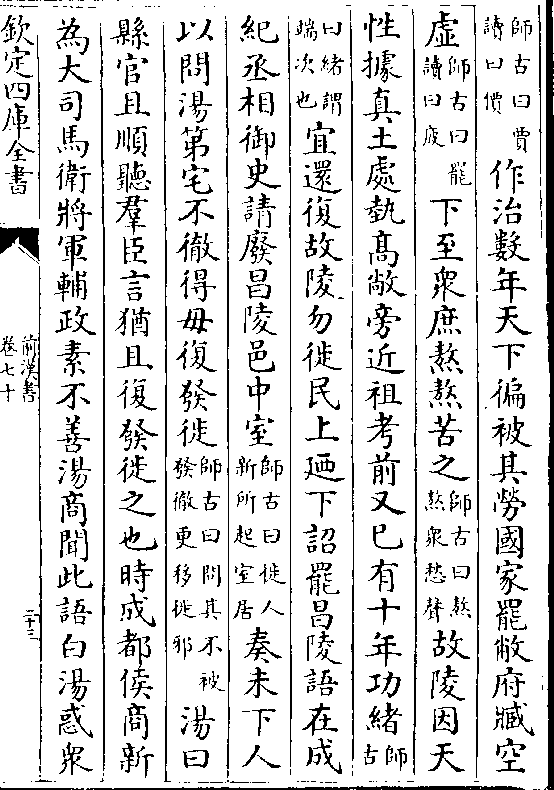 師古曰賈
讀曰價
作治數年天下徧被其勞國家罷敝府臧空
虛
師古曰罷
讀曰疲
下至衆庶熬熬苦之
師古曰熬
熬衆愁聲
故陵因天
性據真土處埶髙敞旁近祖考前又已有十年功緒
師古
曰緒謂
端次也
宜還復故陵勿徙民上廼下詔罷昌陵語在成
紀丞相御史請廢昌陵邑中室
師古曰徙人
新所起室居
奏未下人
以問湯第宅不徹得毋復發徙
師古曰問其不被
發徹更移徙邪
湯曰
縣官且順聽羣臣言猶且復發徙之也時成都侯商新
為大司馬衛將軍輔政素不善湯商聞此語白湯惑衆
欽定四庫全書
前漢書
卷七十
二十三